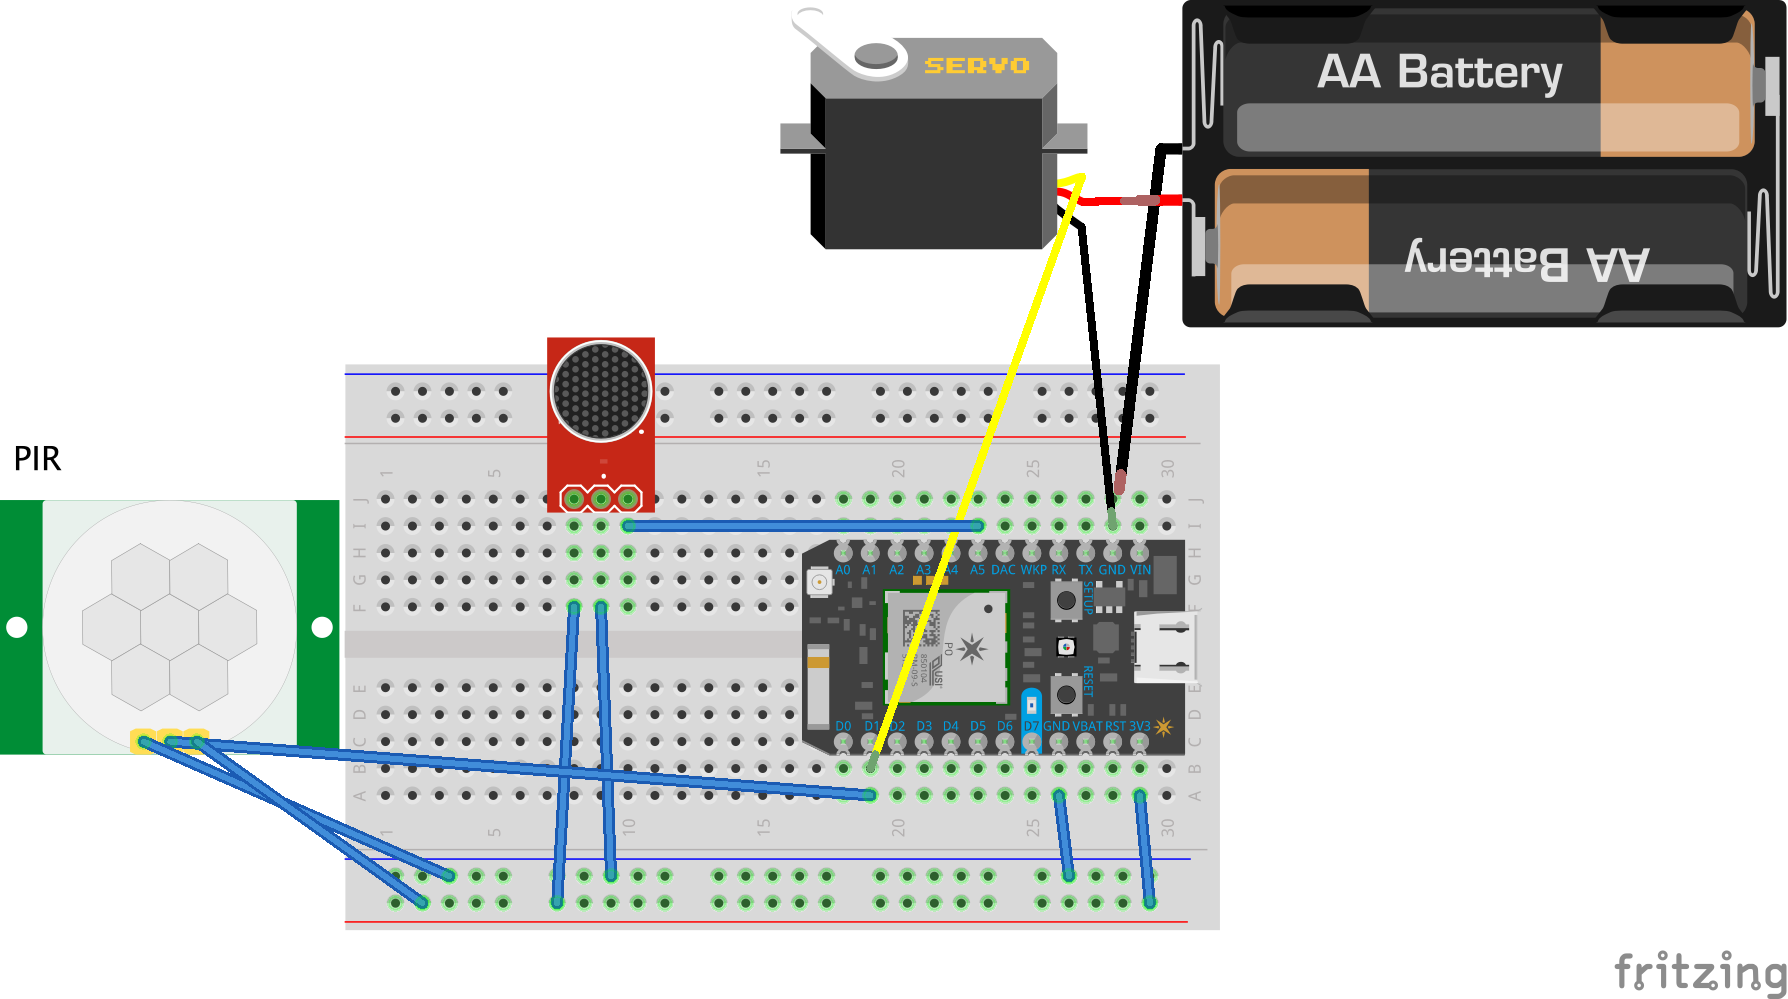 SERVO
AA Battery
AA Battery
PIR
1 5 15 20 25 30
J J
I I
H H
G G
F F
A0 A1 A2 A3 A4 A5 DAC WKP RX TX GND VIN
SETUP
P0
USI
RESET
E E
D D
C C
B B
A A
D0 D1 D2 D3 D4 D5 D6 D7 GND VBAT RST 3V3
1 5 10 15 20 25 30
fritzing